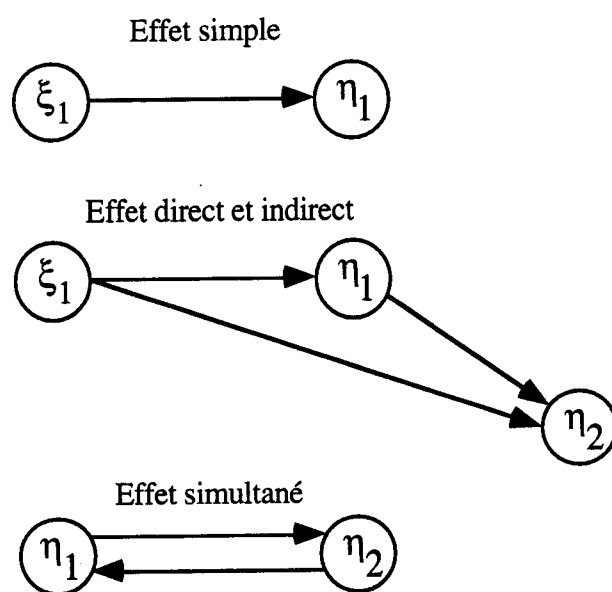 Effet simple
ξ1 η1
Effet direct et indirect
ξ1 η1
η2
Effet simultané
η1 η2